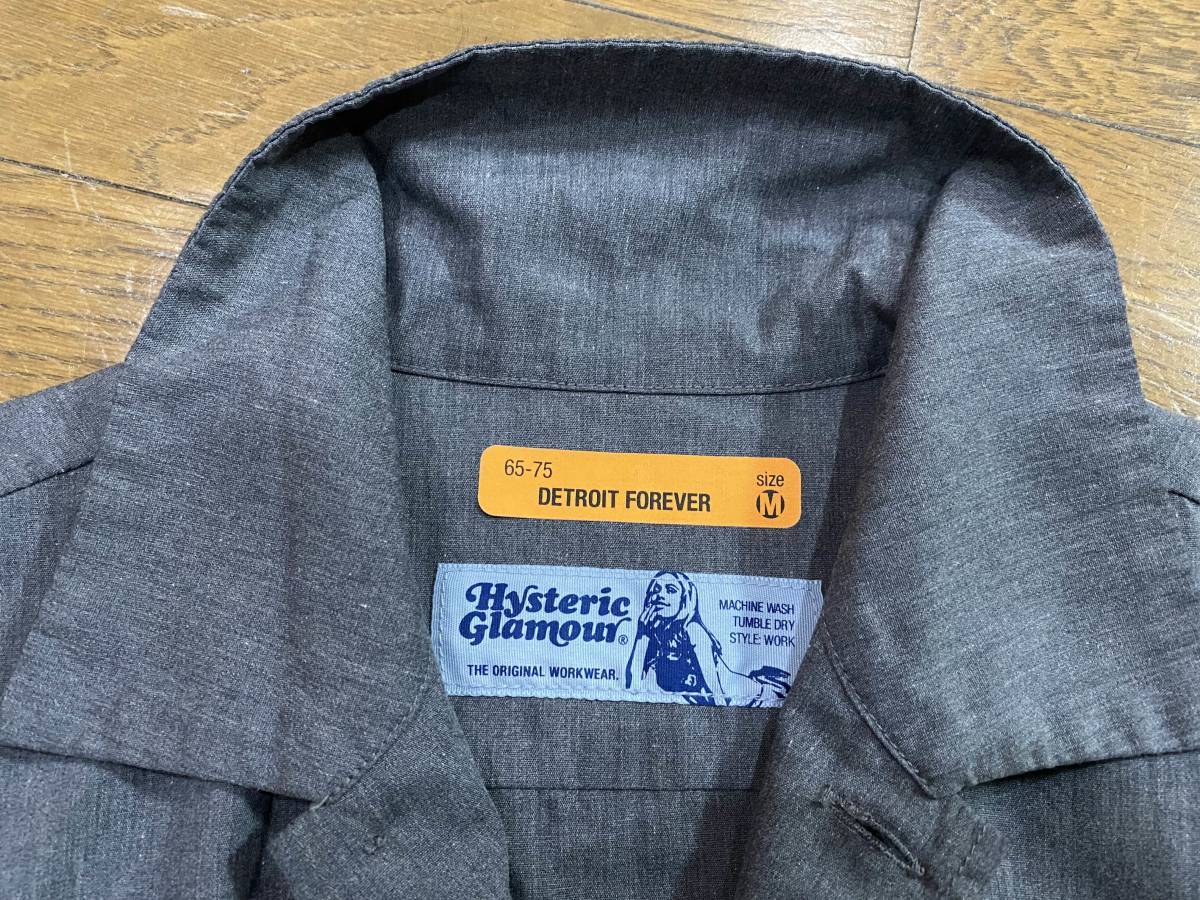 65-75
size
DETROIT FOREVER
M
Hysteric
Glamour®
THE ORIGINAL WORKWEAR.
MACHINE WASH
TUMBLE DRY
STYLE: WORK